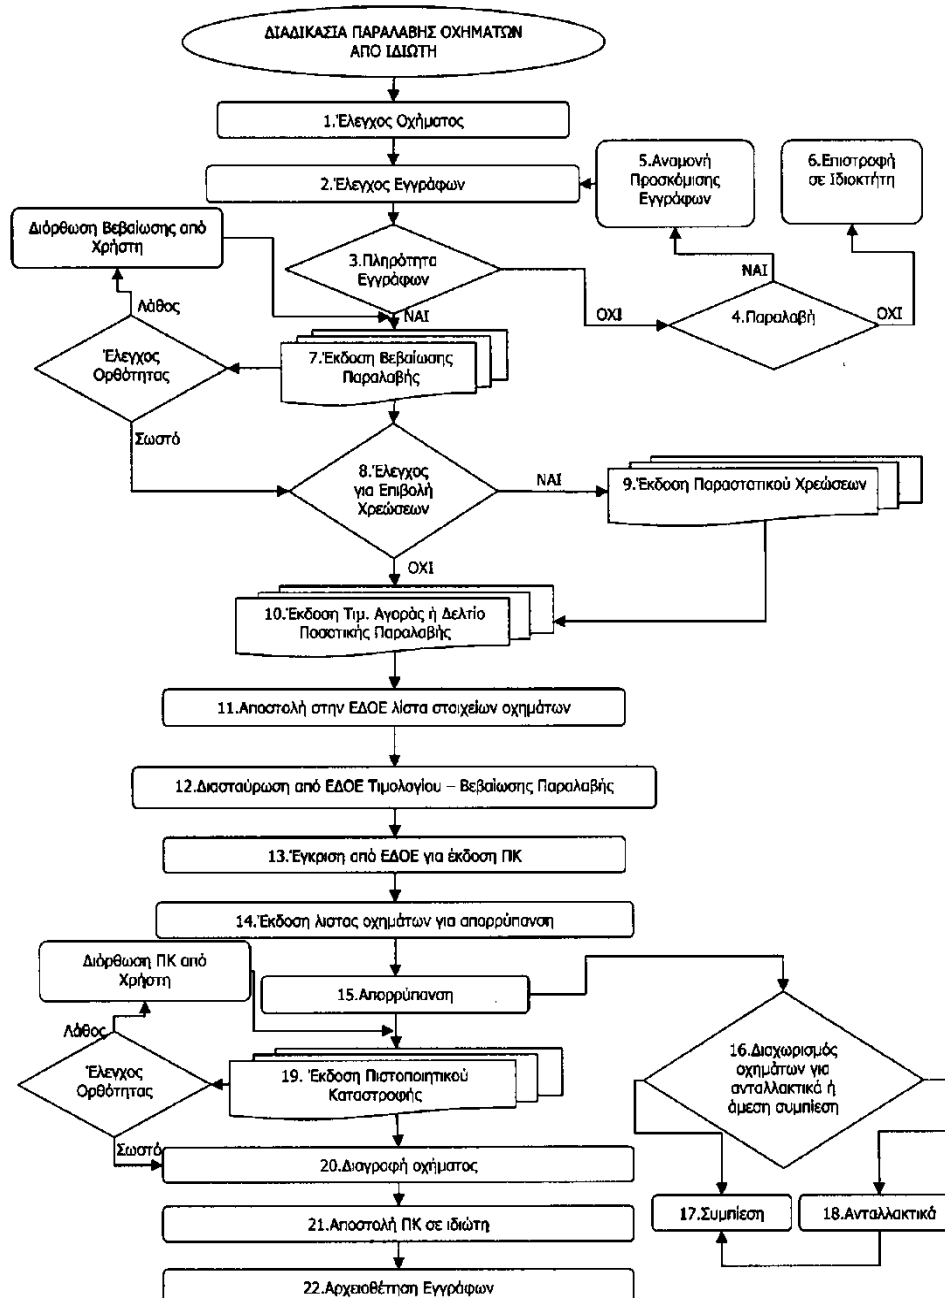 ΔΙΑΔΙΚΑΣΙΑ ΠΑΡΑΛΑΒΗΣ ΟΧΗΜΑΤΩΝ
ΑΠΟ ΙΔΙΩΤΗ
1.Έλεγχος Οχήματος
2.Έλεγχος Εγγράφων
5.Αναμονή
Προσκόμισης
Εγγράφων
6.Επιστροφή
σε Ιδιοκτήτη
Διόρθωση Βεβαίωσης από
Χρήστη
3.Πληρότητα
Εγγράφων
ΝΑΙ
ΟΧΙ
4.Παραλαβή
ΝΑΙ
ΟΧΙ
Λάθος
Έλεγχος
Ορθότητας
7.Έκδοση Βεβαίωσης
Παραλαβής
Σωστό
8.Έλεγχος
για Επιβολή
Χρεώσεων
ΝΑΙ
9.Έκδοση Παραστατικού Χρεώσεων
ΟΧΙ
10.Έκδοση Τιμ. Αγοράς ή Δελτίο
Ποσοτικής Παραλαβής
11.Αποστολή στην ΕΔΟΕ λίστα στοιχείων οχημάτων
12.Διασταύρωση από ΕΔΟΕ Τιμολογίου – Βεβαίωσης Παραλαβής
13.Έγκριση από ΕΔΟΕ για έκδοση ΠΚ
14.Έκδοση λίστας οχημάτων για απορρύπανση
Διόρθωση ΠΚ από
Χρήστη
15.Απορρύπανση
Λάθος
Έλεγχος
Ορθότητας
19. Έκδοση Πιστοποιητικού
Καταστροφής
16.Διαχωρισμός
οχημάτων για
ανταλλακτικά ή
άμεση συμπίεση
Σωστό
20.Διαγραφή οχήματος
17.Συμπίεση
18.Ανταλλακτικά
21.Αποστολή ΠΚ σε ιδιώτη
22.Αρχειοθέτηση Εγγράφων